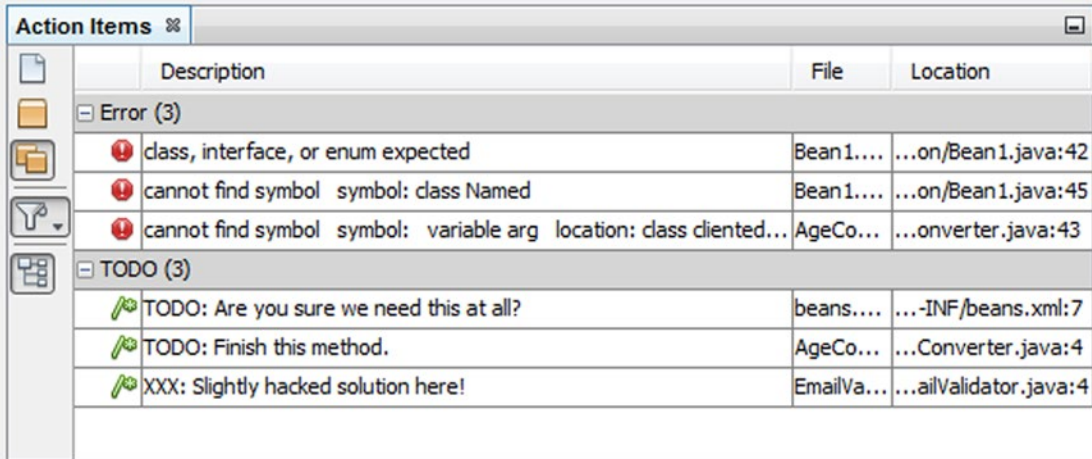 Action Items
Description File Location
Error (3)
class, interface, or enum expected Bean1.... ...on/Bean1.java:42
cannot find symbol symbol: class Named Bean1.... ...on/Bean1.java:45
cannot find symbol symbol: variable arg location: class cliented... AgeCo... ...onverter.java:43
TODO (3)
TODO: Are you sure we need this at all? beans.... ...-INF/beans.xml:7
TODO: Finish this method. AgeCo... ...Converter.java:4
XXX: Slightly hacked solution here! EmailVa... ...ailValidator.java:4